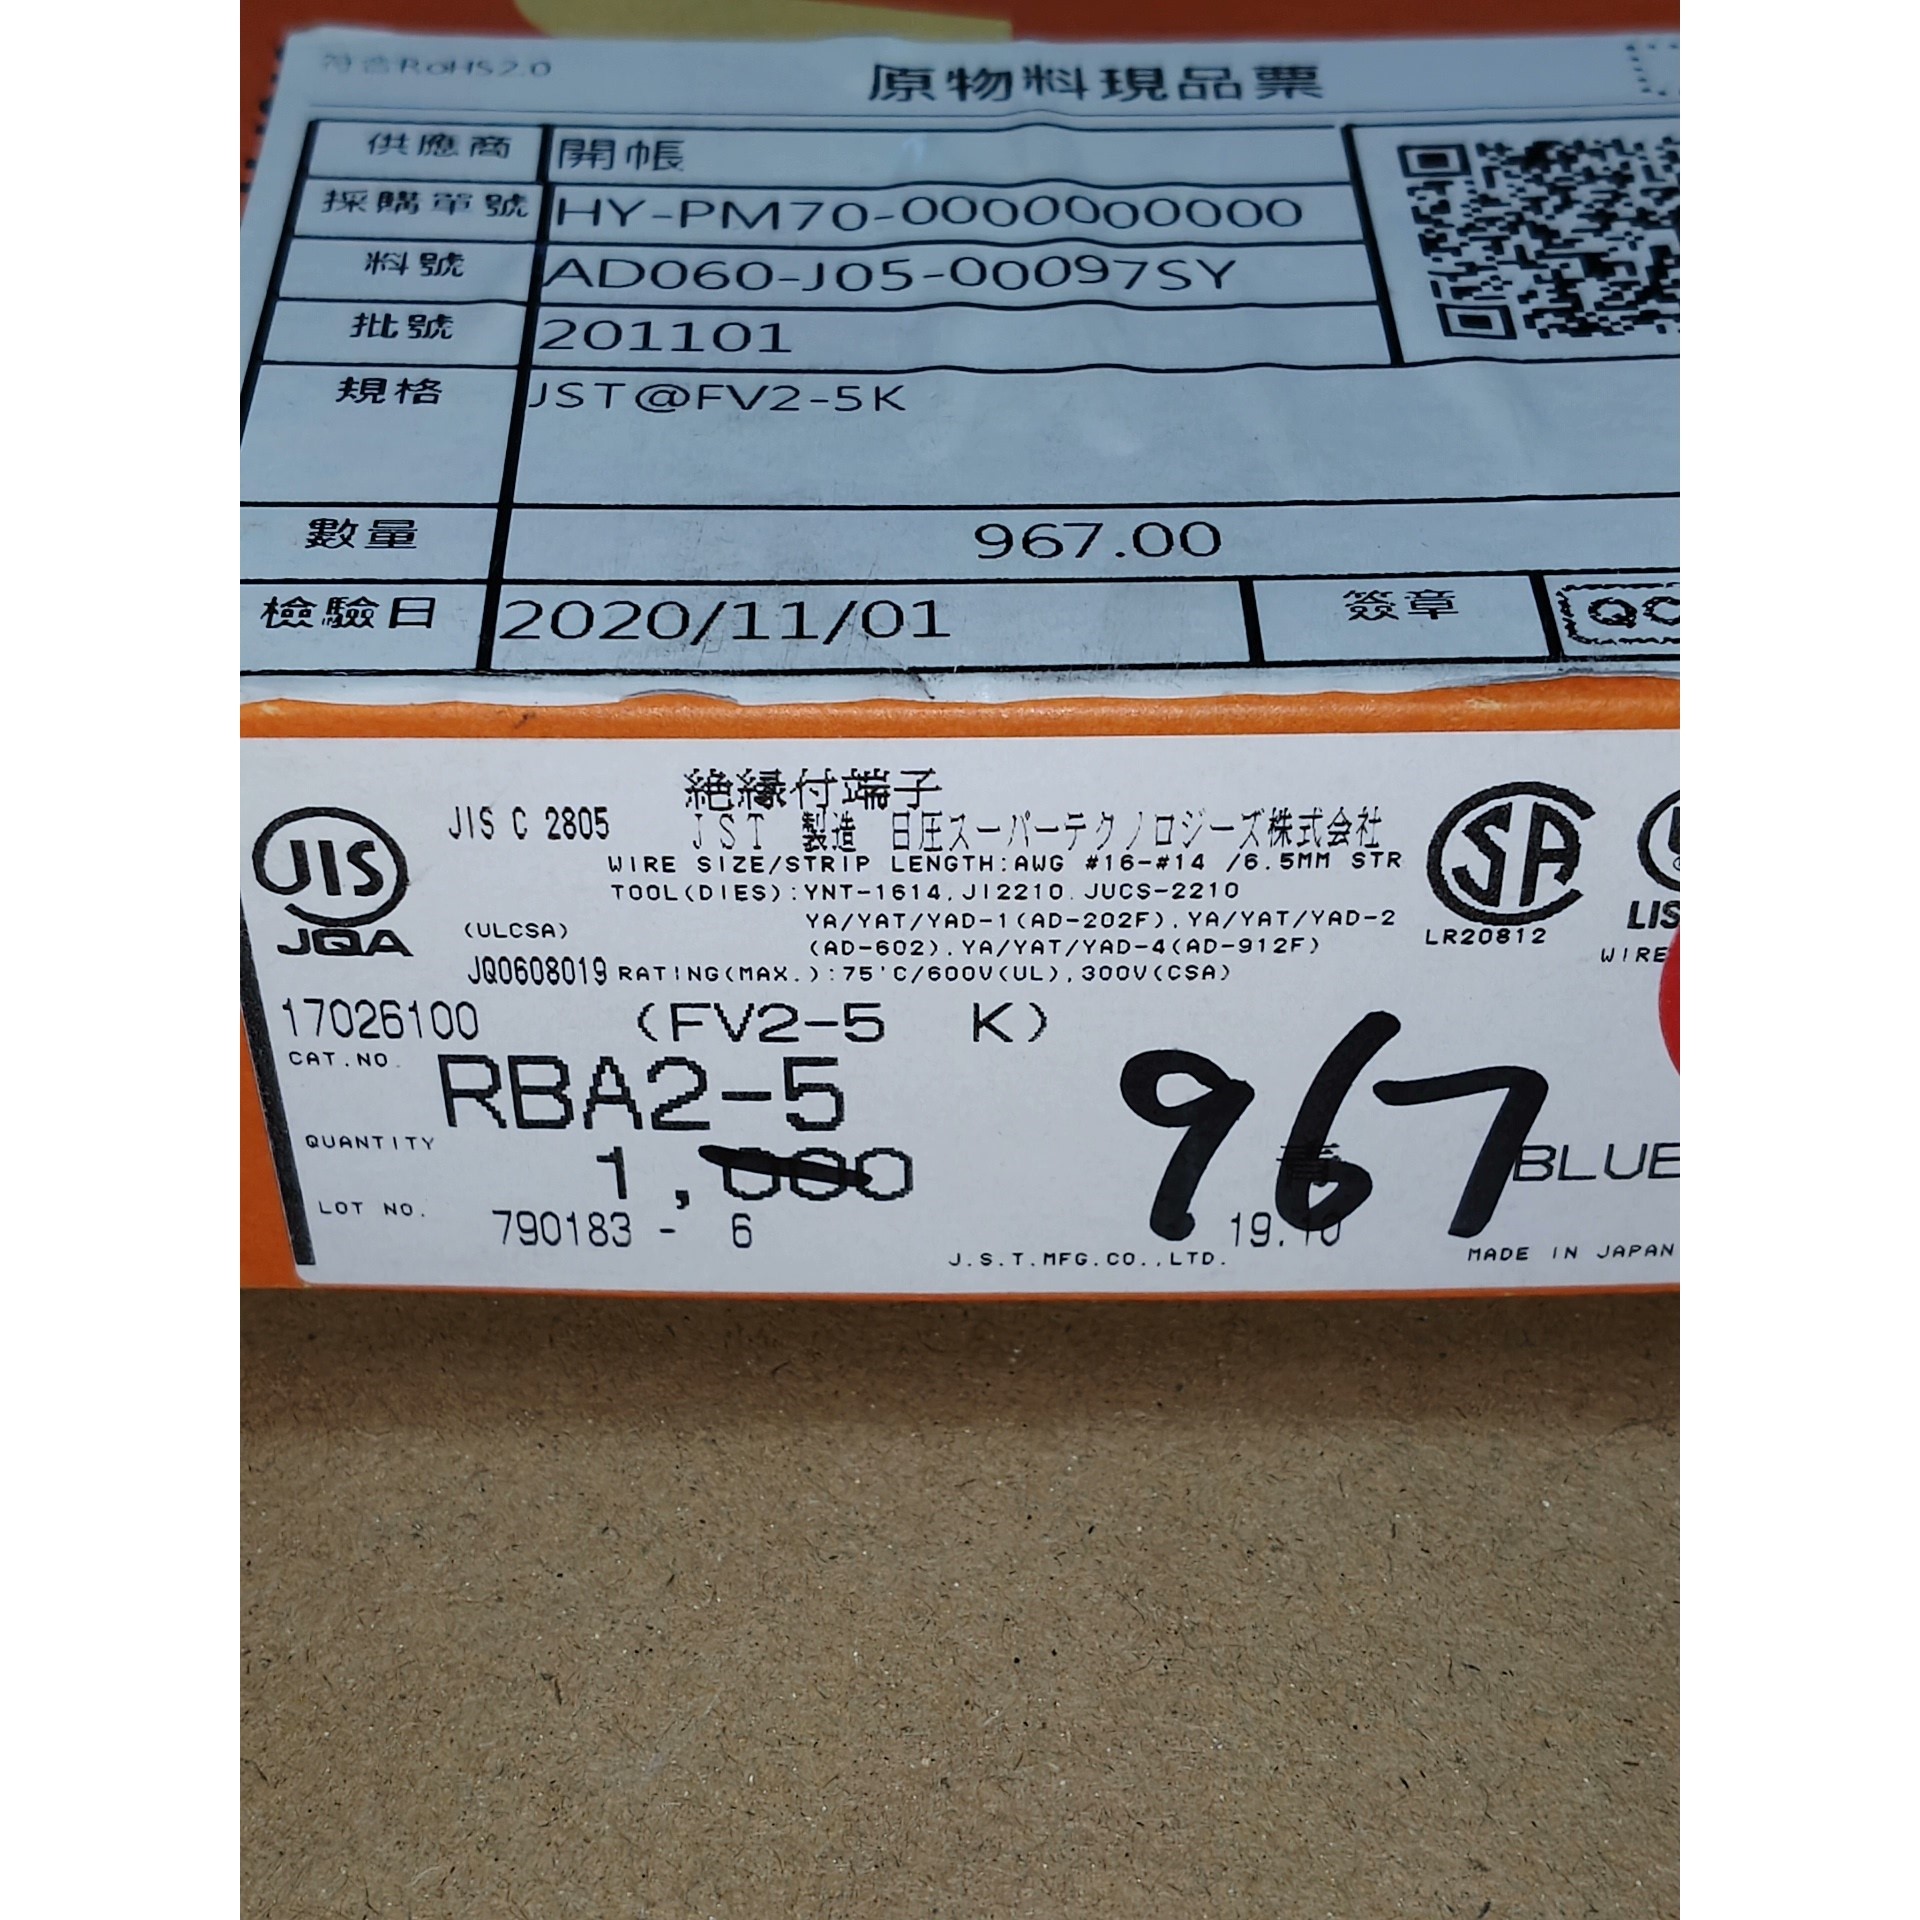 符合RoHS2.0
原物料現品票
供應商 開帳
採購單號 HY-PM70-0000000000
料號 AD060-J05-00097SY
批號 201101
規格 JST@FV2-5K
數量 967.00
檢驗日 2020/11/01 簽章 QC
絶縁付端子
JIS C 2805 JST 製造 日圧スーパーテクノロジーズ株式会社
WIRE SIZE/STRIP LENGTH:AWG #16-#14 /6.5MM STR
TOOL(DIES):YNT-1614.JI2210.JUCS-2210
YA/YAT/YAD-1(AD-202F).YA/YAT/YAD-2
(ULCSA)
(AD-602).YA/YAT/YAD-4(AD-912F)
JQ0608019 RATING(MAX.):75'C/600V(UL),300V(CSA)
JIS
JQA
SA
LR20812
LIS
WIRE
17026100 (FV2-5 K)
CAT.NO. RBA2-5
967
QUANTITY 1,000 青 BLUE
LOT NO. 790183 - 6 19.10
J.S.T.MFG.CO.,LTD. MADE IN JAPAN